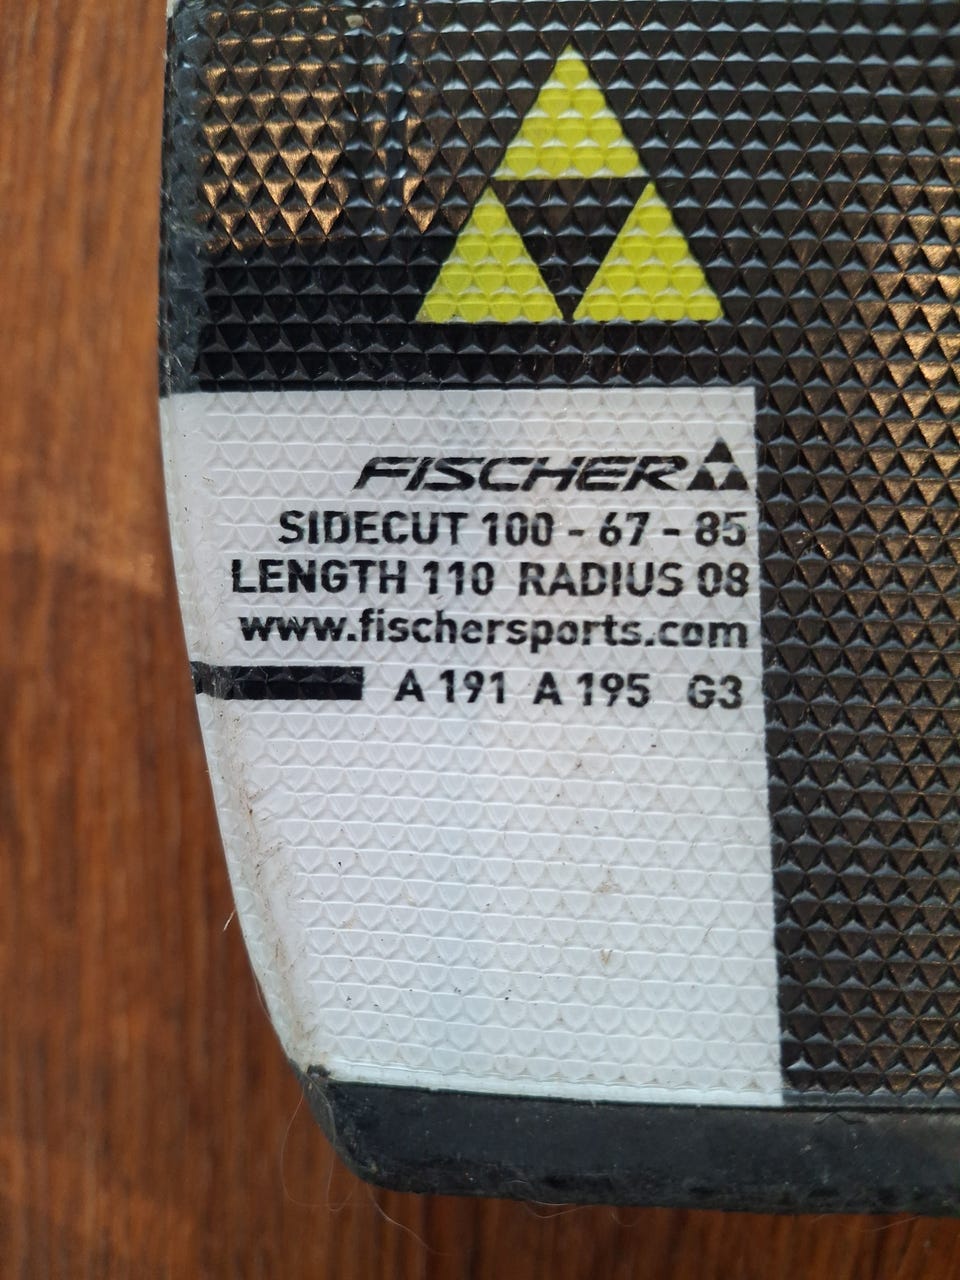 FISCHER
SIDECUT 100 - 67 - 85
LENGTH 110 RADIUS 08
www.fischersports.com
A 191 A 195 G3